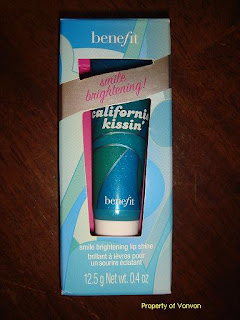 benefit
smile
brightening!
california
kissin'
benefit
smile brightening lip shine
brillant à lèvres pour
un sourire éclatant
12.5 g Net wt. 0.4 oz
Property of Vonvon